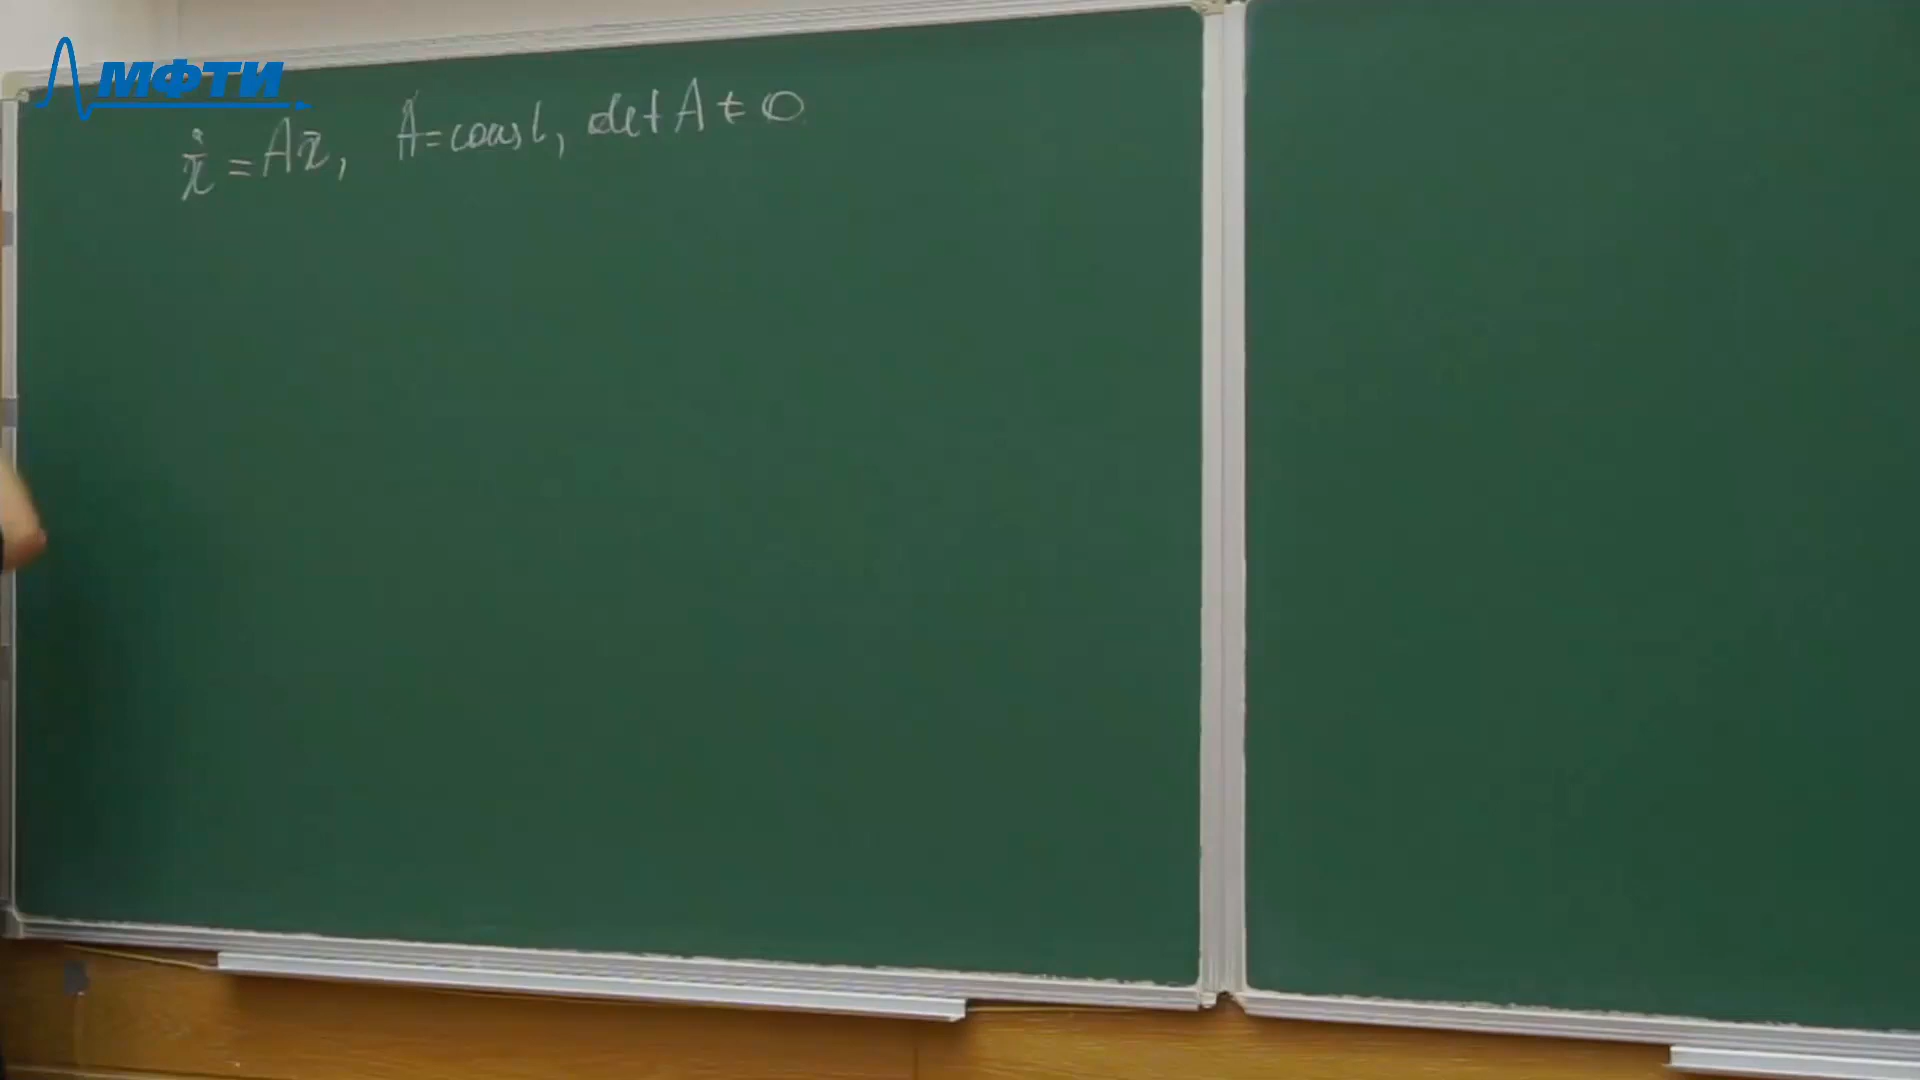 МФТИ
ẋ̄ = Ax̄, A = const, det A ≠ 0